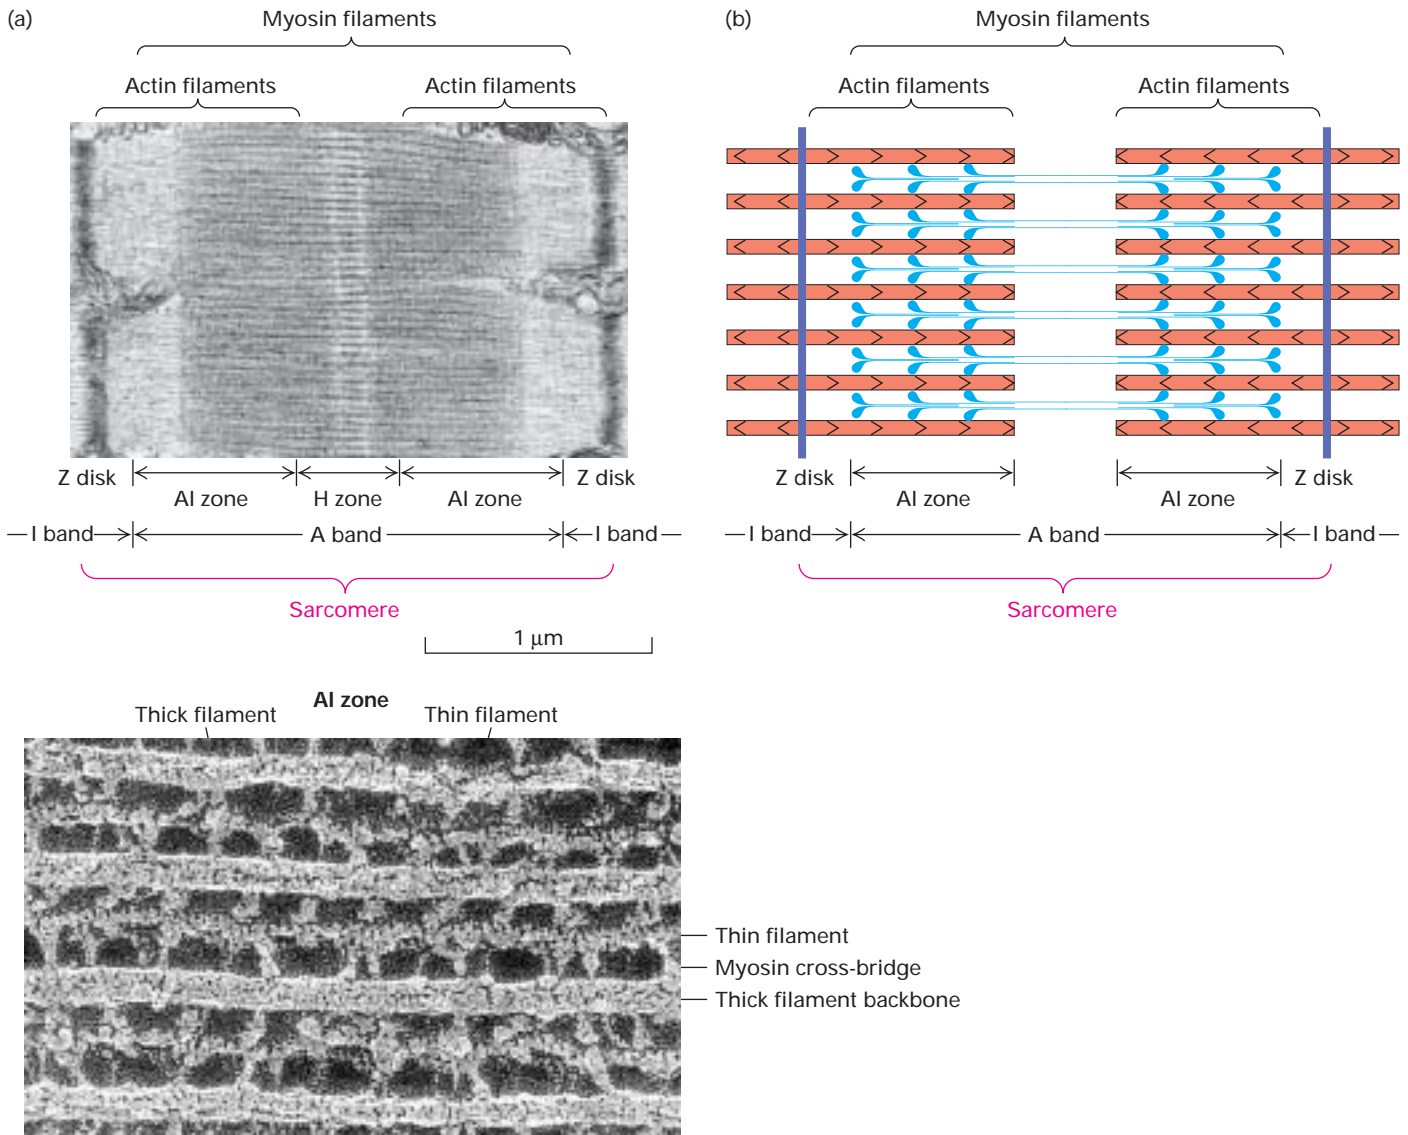 (a)
Myosin filaments
Actin filaments Actin filaments
Z disk Z disk
AI zone H zone AI zone
I band A band I band
Sarcomere
1 μm
(b)
Myosin filaments
Actin filaments Actin filaments
Z disk Z disk
AI zone AI zone
I band A band I band
Sarcomere
AI zone
Thick filament Thin filament
Thin filament
Myosin cross-bridge
Thick filament backbone